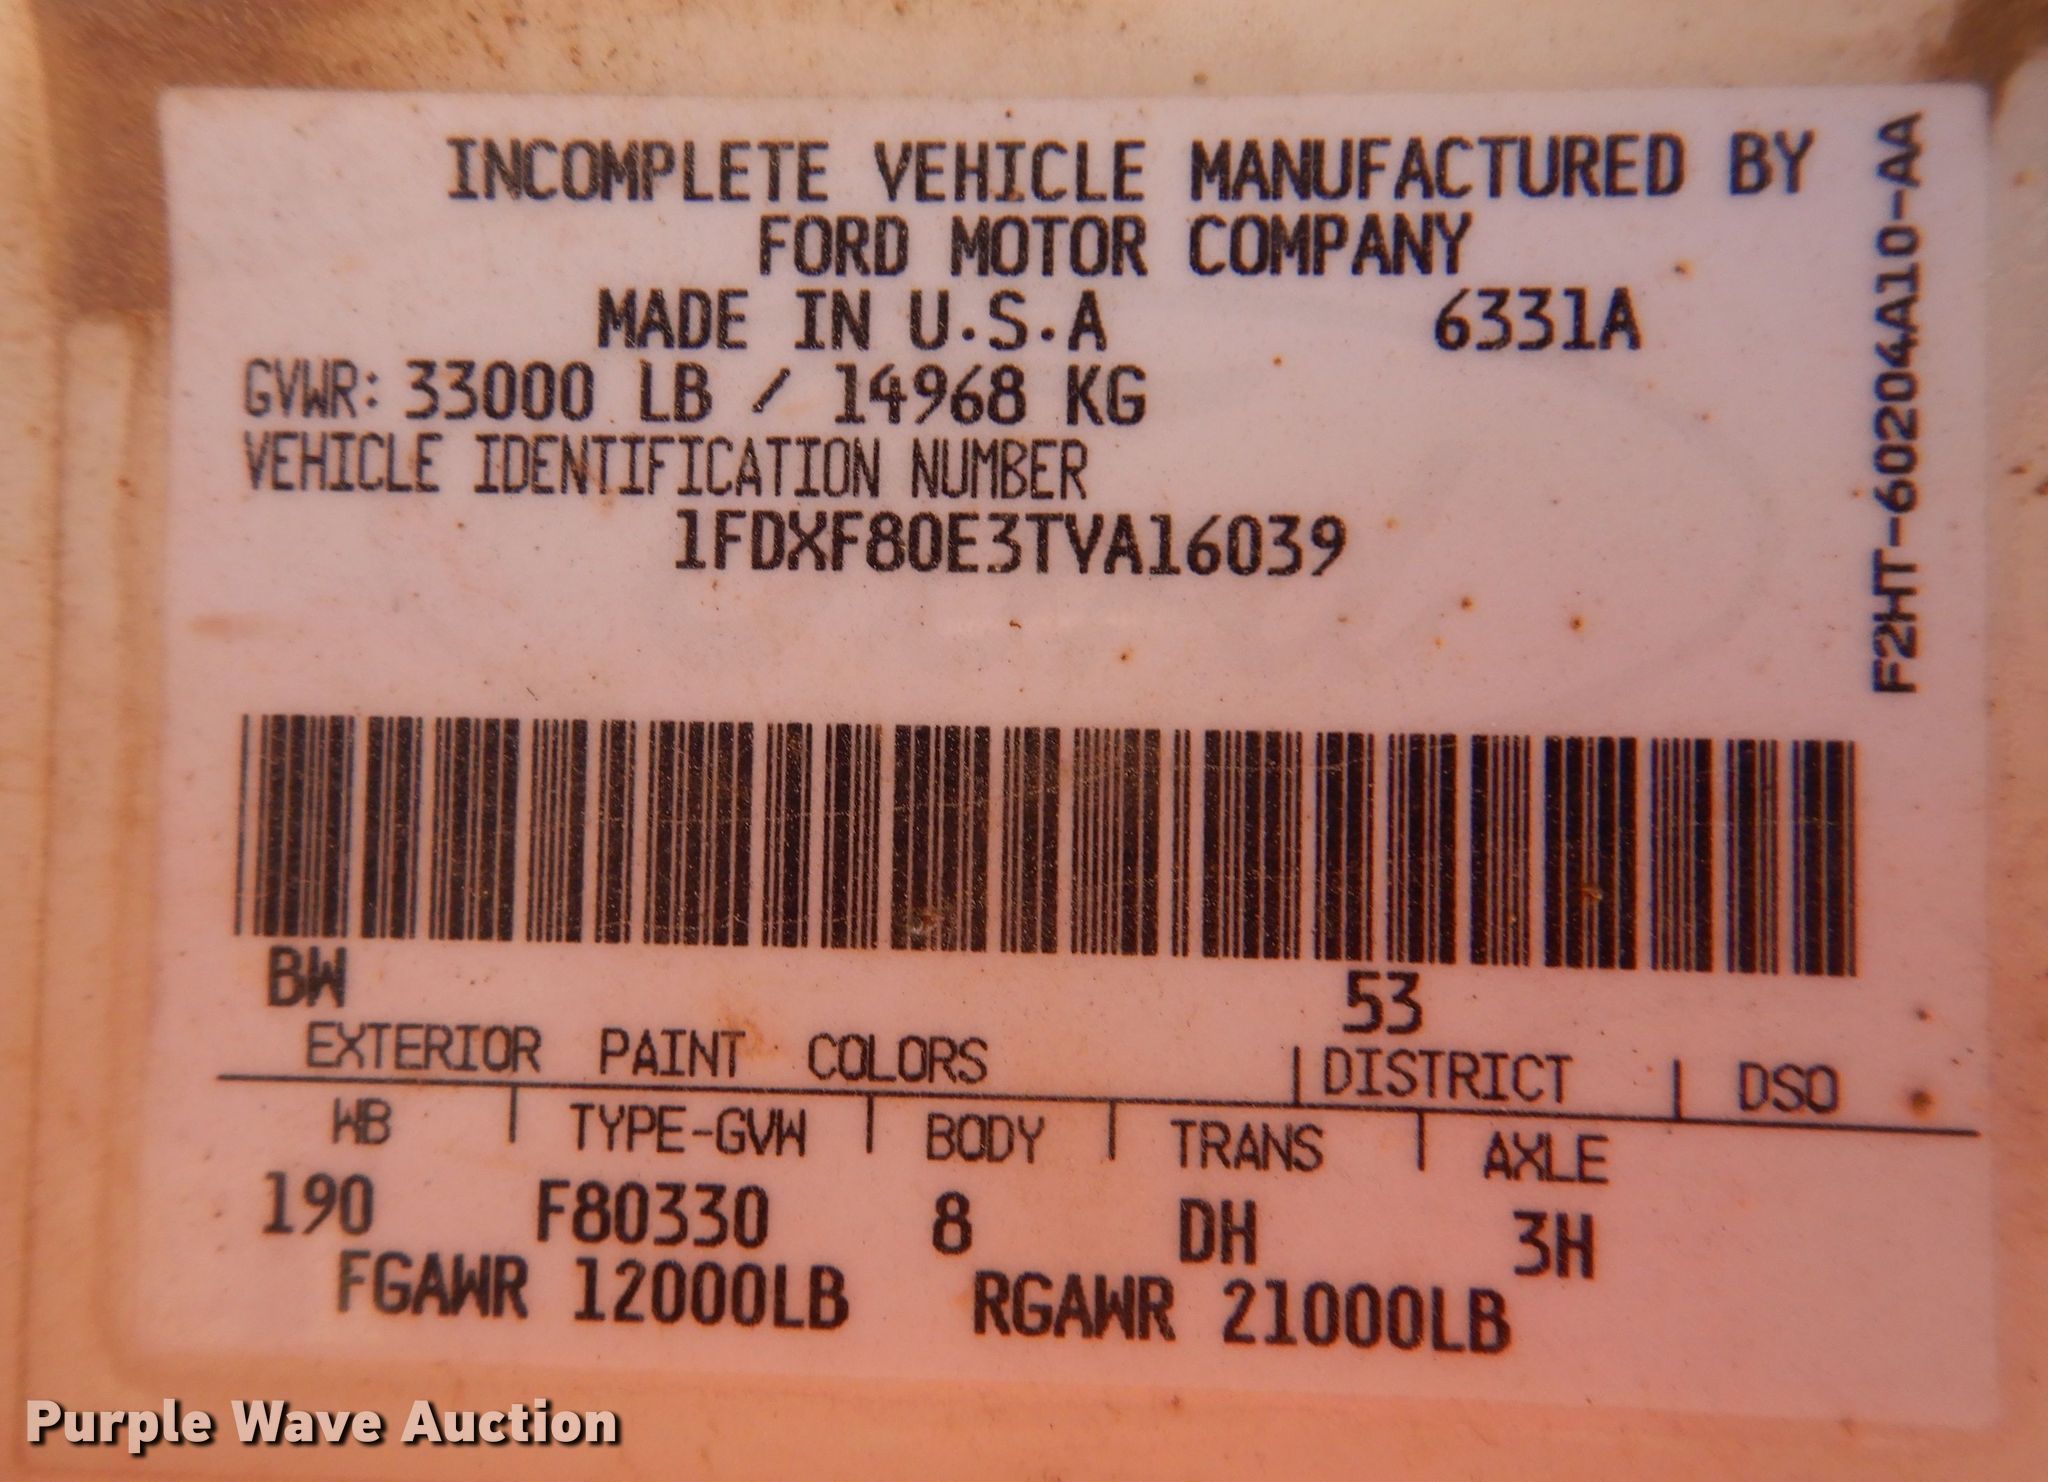 INCOMPLETE VEHICLE MANUFACTURED BY
FORD MOTOR COMPANY
MADE IN U.S.A 6331A
GVWR: 33000 LB / 14968 KG
VEHICLE IDENTIFICATION NUMBER
1FDXF80E3TVA16039
F2HT-60204A10-AA
BW 53
EXTERIOR PAINT COLORS | DISTRICT | DSO
WB | TYPE-GVW | BODY | TRANS | AXLE
190 F80330 8 DH 3H
FGAWR 12000LB RGAWR 21000LB
Purple Wave Auction